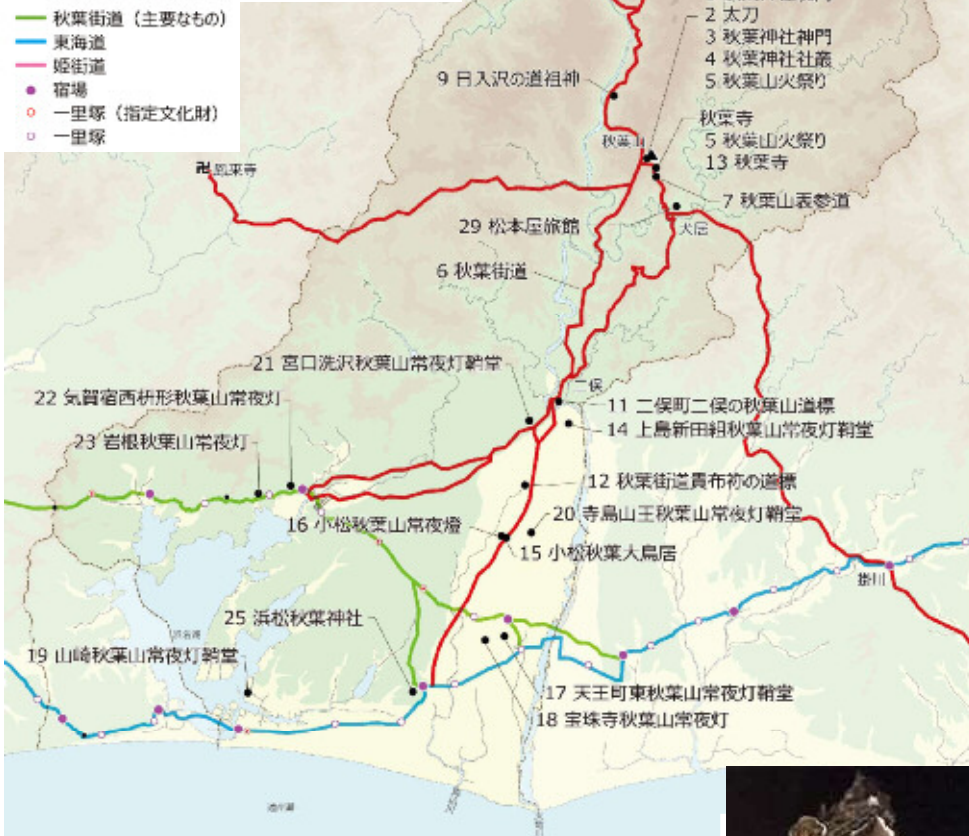 秋葉街道（主要なもの）
東海道
姫街道
宿場
一里塚（指定文化財）
一里塚
2 太刀
3 秋葉神社神門
4 秋葉神社社叢
5 秋葉山火祭り
9 日入沢の道祖神
秋葉寺
秋葉山
5 秋葉山火祭り
13 秋葉寺
卍鳳来寺
7 秋葉山表参道
29 松本屋旅館
犬居
6 秋葉街道
21 宮口洗沢秋葉山常夜灯鞘堂
二俣
22 気賀宿西枡形秋葉山常夜灯
11 二俣町二俣の秋葉山道標
14 上島新田組秋葉山常夜灯鞘堂
23 岩根秋葉山常夜灯
12 秋葉街道貴布祢の道標
20 寺島山王秋葉山常夜灯鞘堂
16 小松秋葉山常夜燈
15 小松秋葉大鳥居
掛川
25 浜松秋葉神社
浜名湖
19 山崎秋葉山常夜灯鞘堂
17 天王町東秋葉山常夜灯鞘堂
18 宝珠寺秋葉山常夜灯